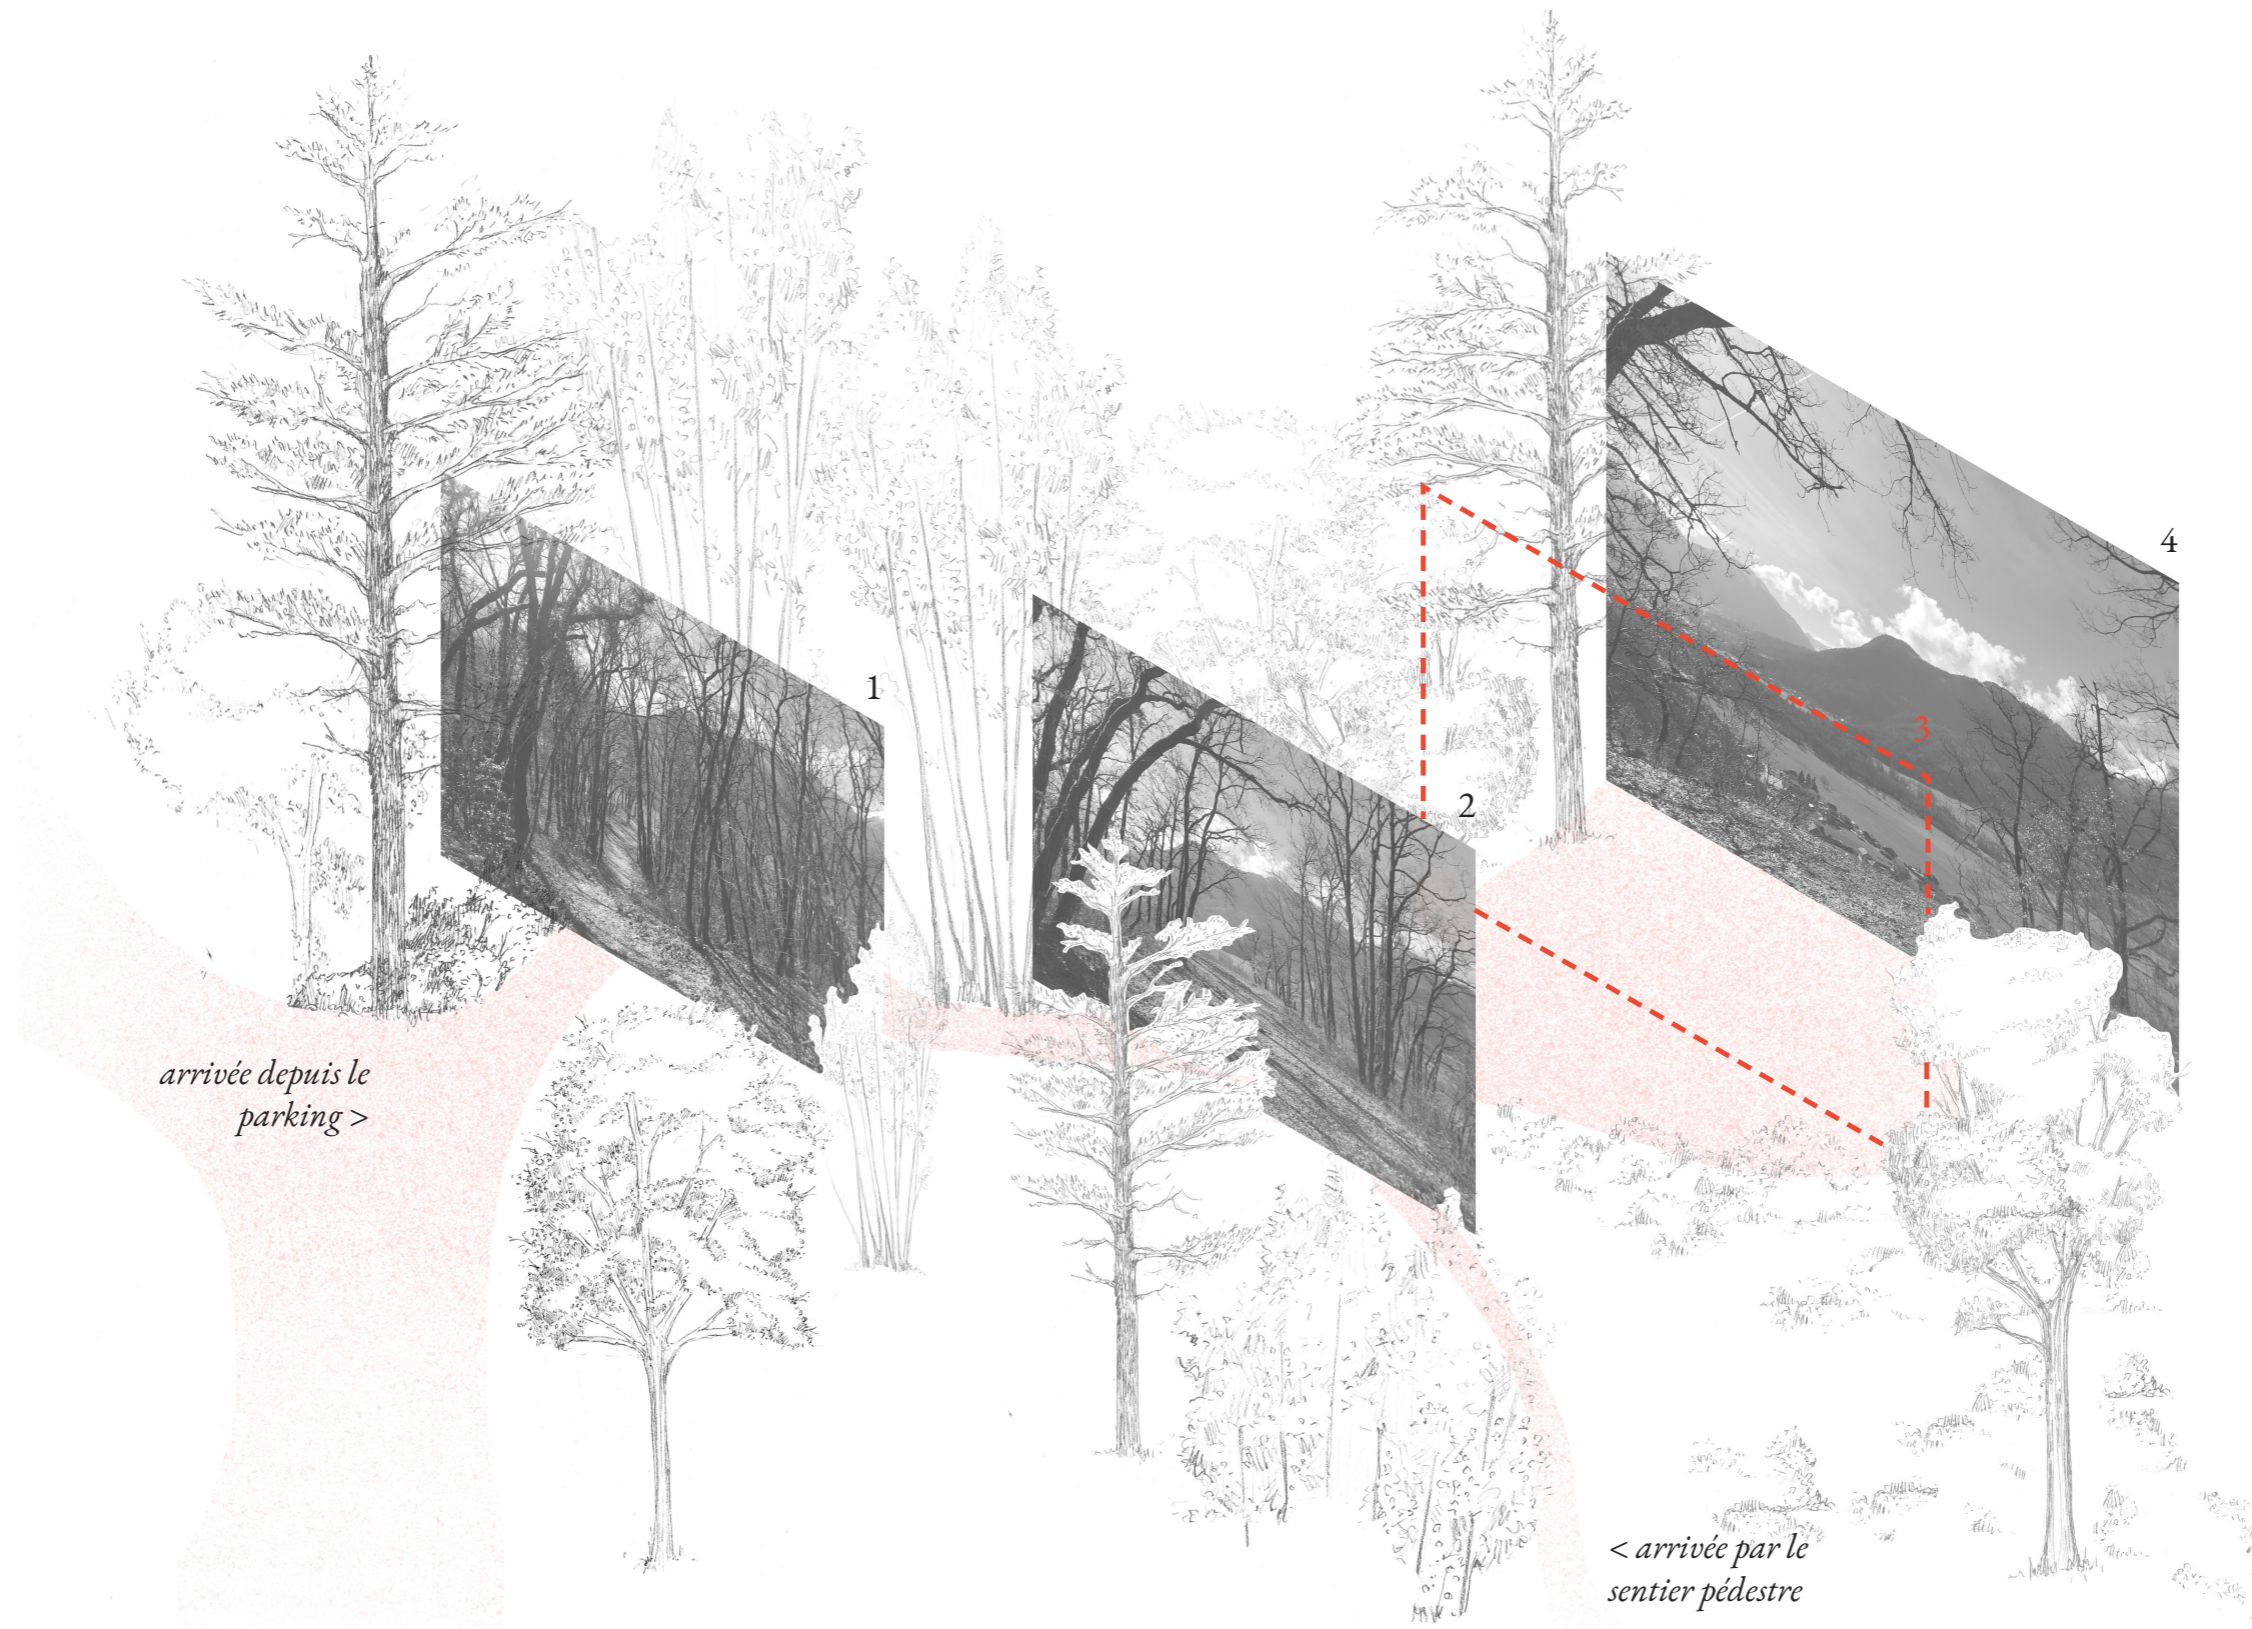 4
1
3
2
arrivée depuis le
parking >
< arrivée par le
sentier pédestre